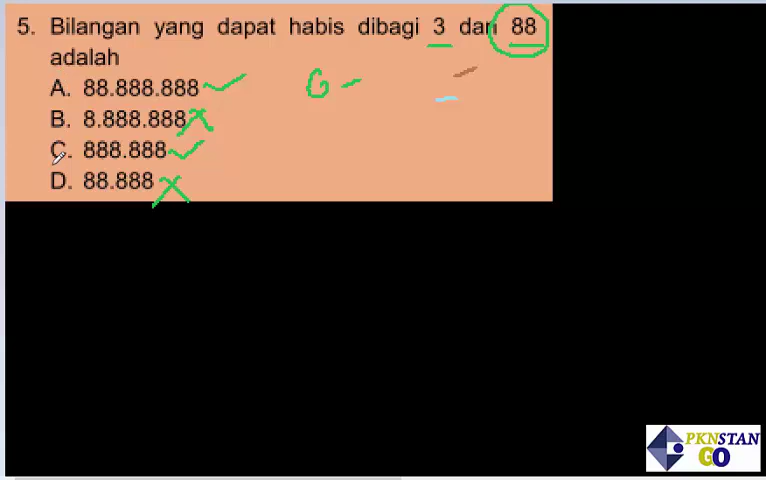 5. Bilangan yang dapat habis dibagi 3 dan 88
adalah
A. 88.888.888
B. 8.888.888
C. 888.888
D. 88.888
PKNSTAN
GO